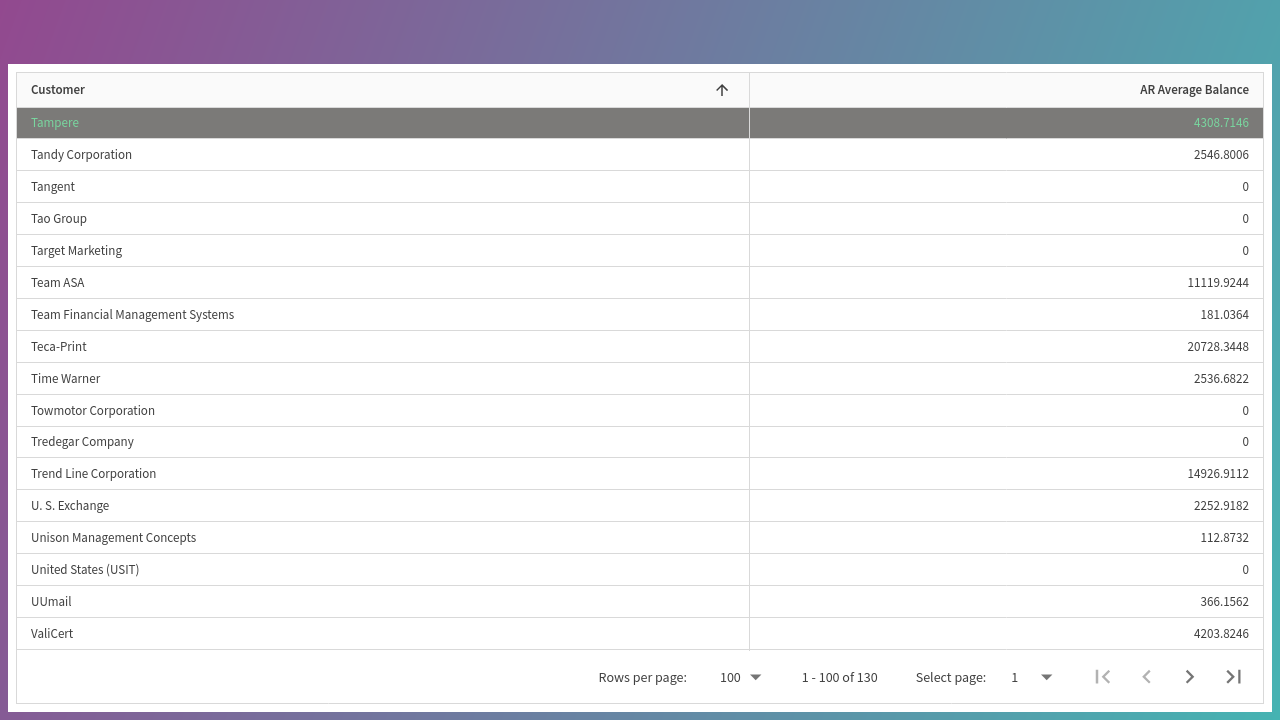 Customer AR Average Balance
Tampere 4308.7146
Tandy Corporation 2546.8006
Tangent 0
Tao Group 0
Target Marketing 0
Team ASA 11119.9244
Team Financial Management Systems 181.0364
Teca-Print 20728.3448
Time Warner 2536.6822
Towmotor Corporation 0
Tredegar Company 0
Trend Line Corporation 14926.9112
U. S. Exchange 2252.9182
Unison Management Concepts 112.8732
United States (USIT) 0
UUmail 366.1562
ValiCert 4203.8246
Rows per page: 100 1 - 100 of 130 Select page: 1